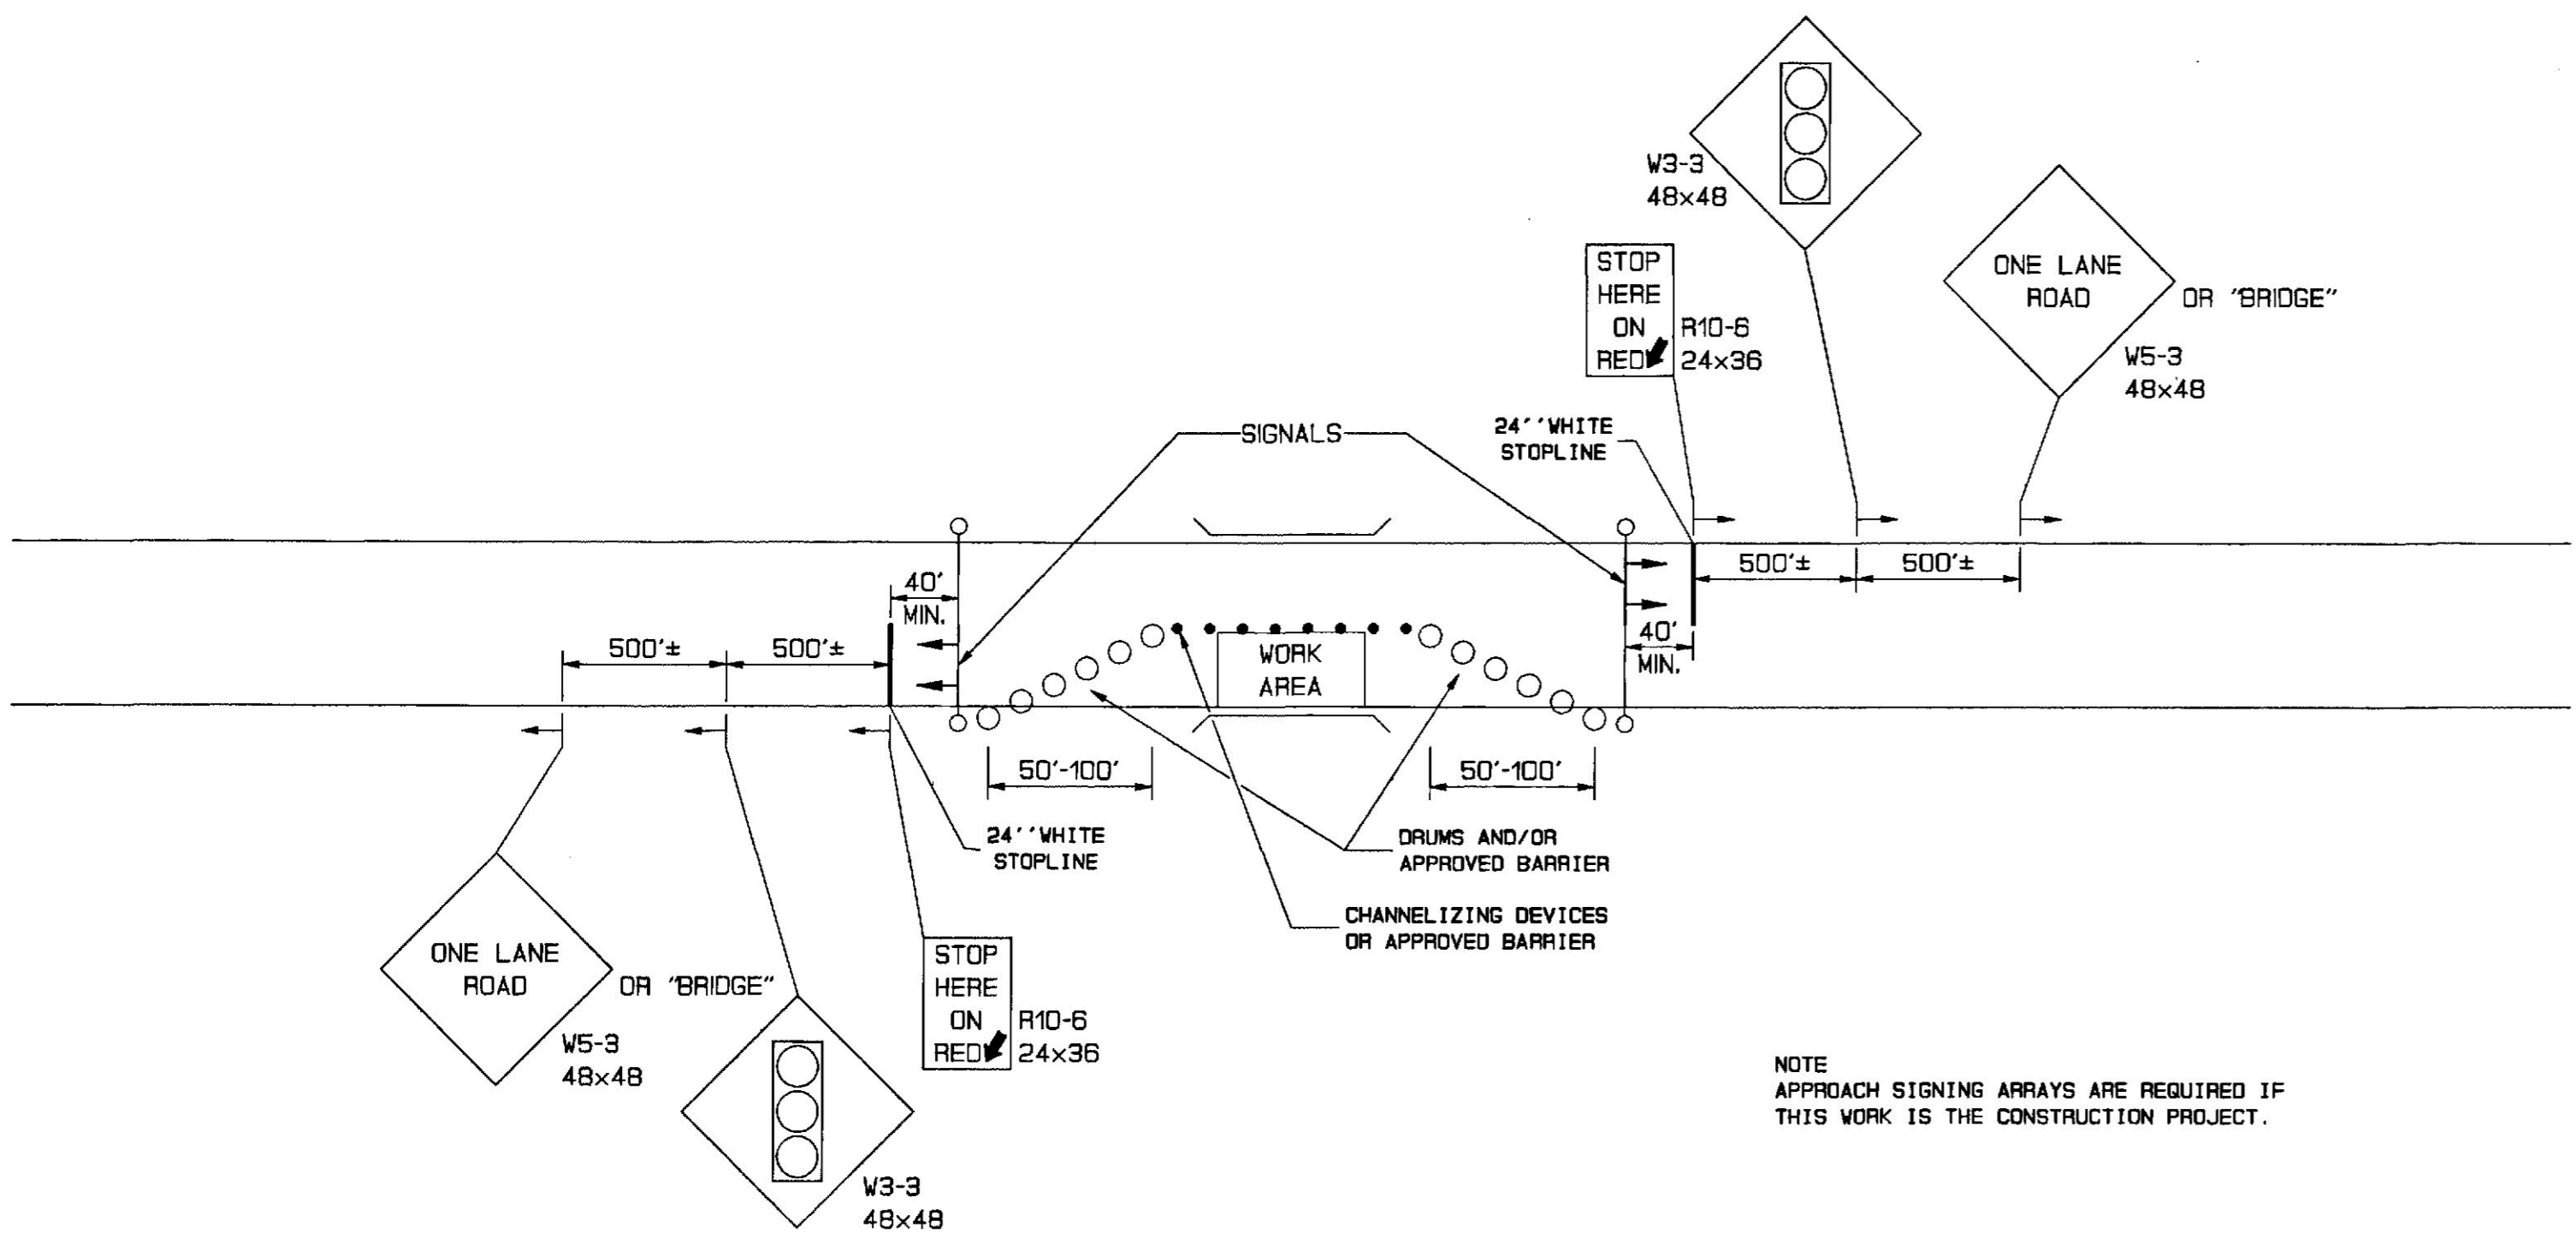 W3-3
48x48
STOP
HERE
ON
RED
R10-6
24x36
ONE LANE
ROAD
OR "BRIDGE"
W5-3
48x48
24''WHITE
STOPLINE
SIGNALS
40'
MIN.
500'±
500'±
500'±
500'±
40'
MIN.
WORK
AREA
50'-100'
50'-100'
24''WHITE
STOPLINE
DRUMS AND/OR
APPROVED BARRIER
CHANNELIZING DEVICES
OR APPROVED BARRIER
ONE LANE
ROAD
OR "BRIDGE"
W5-3
48x48
STOP
HERE
ON
RED
R10-6
24x36
W3-3
48x48
NOTE
APPROACH SIGNING ARRAYS ARE REQUIRED IF
THIS WORK IS THE CONSTRUCTION PROJECT.